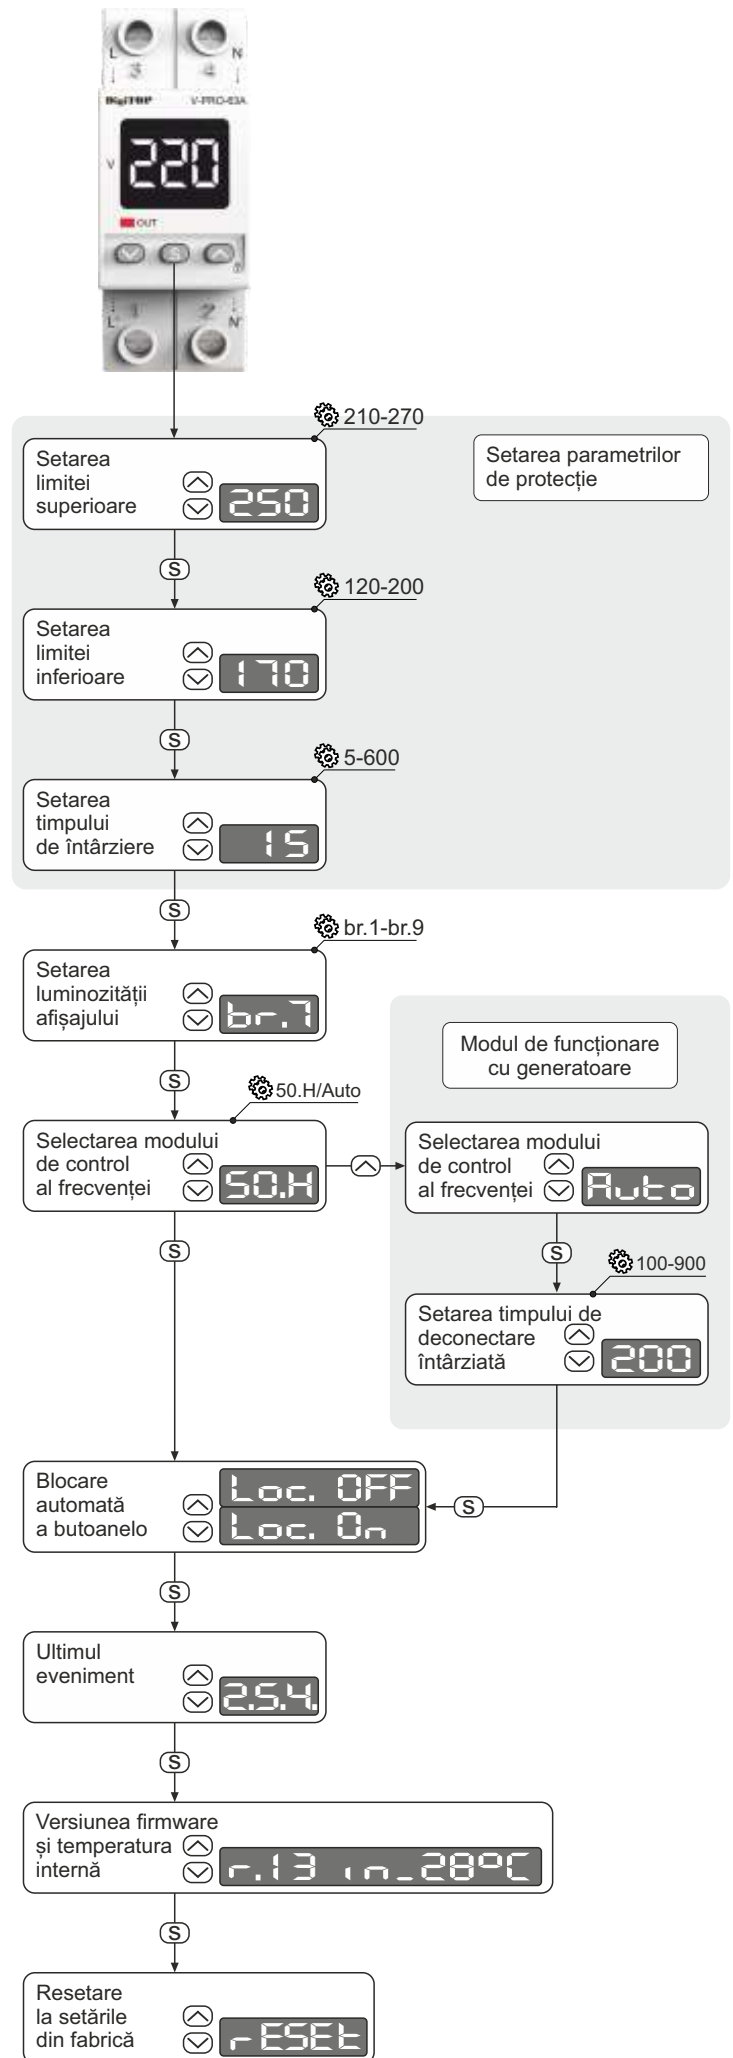 L
N
3
4
DigiTOP
V-PRO-63A
V
220
OUT
S
1
2
L'
N'
210-270
Setarea
limitei
superioare
250
Setarea parametrilor
de protecție
S
120-200
Setarea
limitei
inferioare
170
S
5-600
Setarea
timpului
de întârziere
15
S
br.1-br.9
Setarea
luminozității
afișajului
br.7
Modul de funcționare
cu generatoare
S
50.H/Auto
Selectarea modului
de control
al frecvenței
50.H
Selectarea modului
de control
al frecvenței
Auto
S
S
100-900
Setarea timpului de
deconectare
întârziată
200
Blocare
automată
a butoanelo
Loc. OFF
Loc. On
S
S
Ultimul
eveniment
2.5.4.
S
Versiunea firmware
și temperatura
internă
r.13 in_28°C
S
Resetare
la setările
din fabrică
rESEt